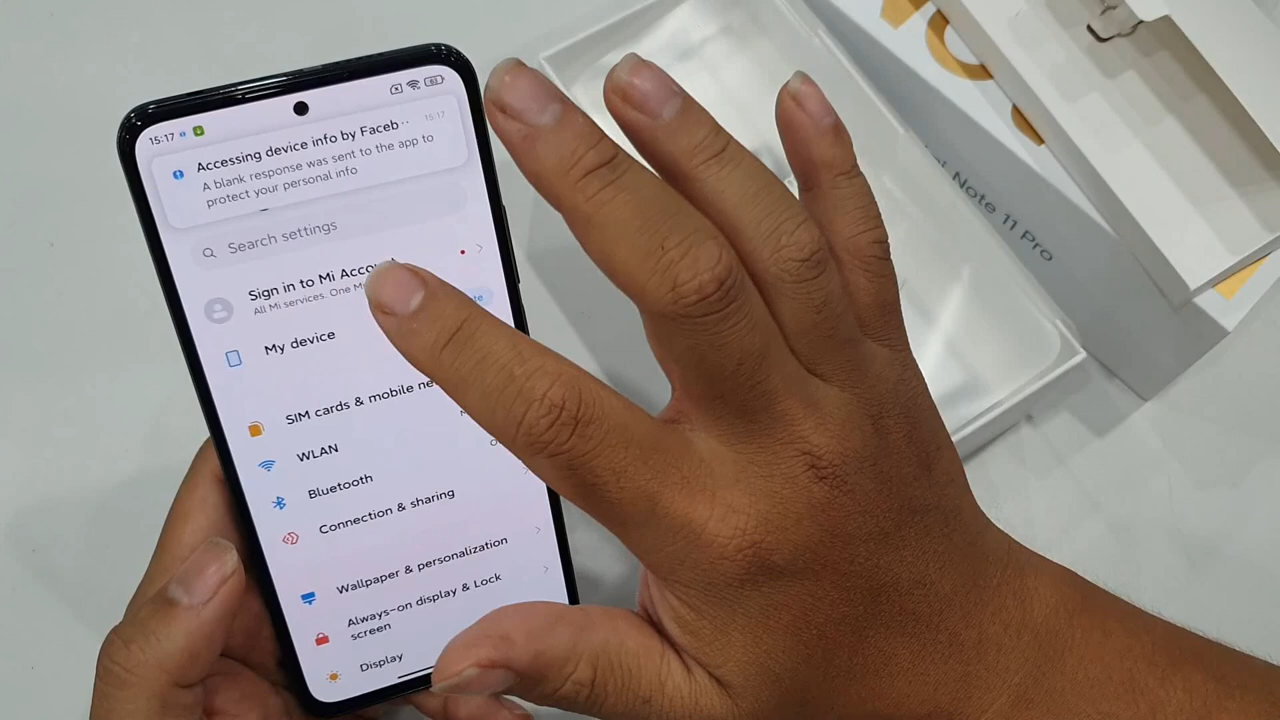 15:17
Accessing device info by Faceb··
15:17
A blank response was sent to the app to
protect your personal info
Search settings
Sign in to Mi
All Mi services. One
My device
SIM cards & mobile
WLAN
Bluetooth
Connection & sharing
Wallpaper & personalization
Always-on display & Lock
screen
Display
Note 11 Pro